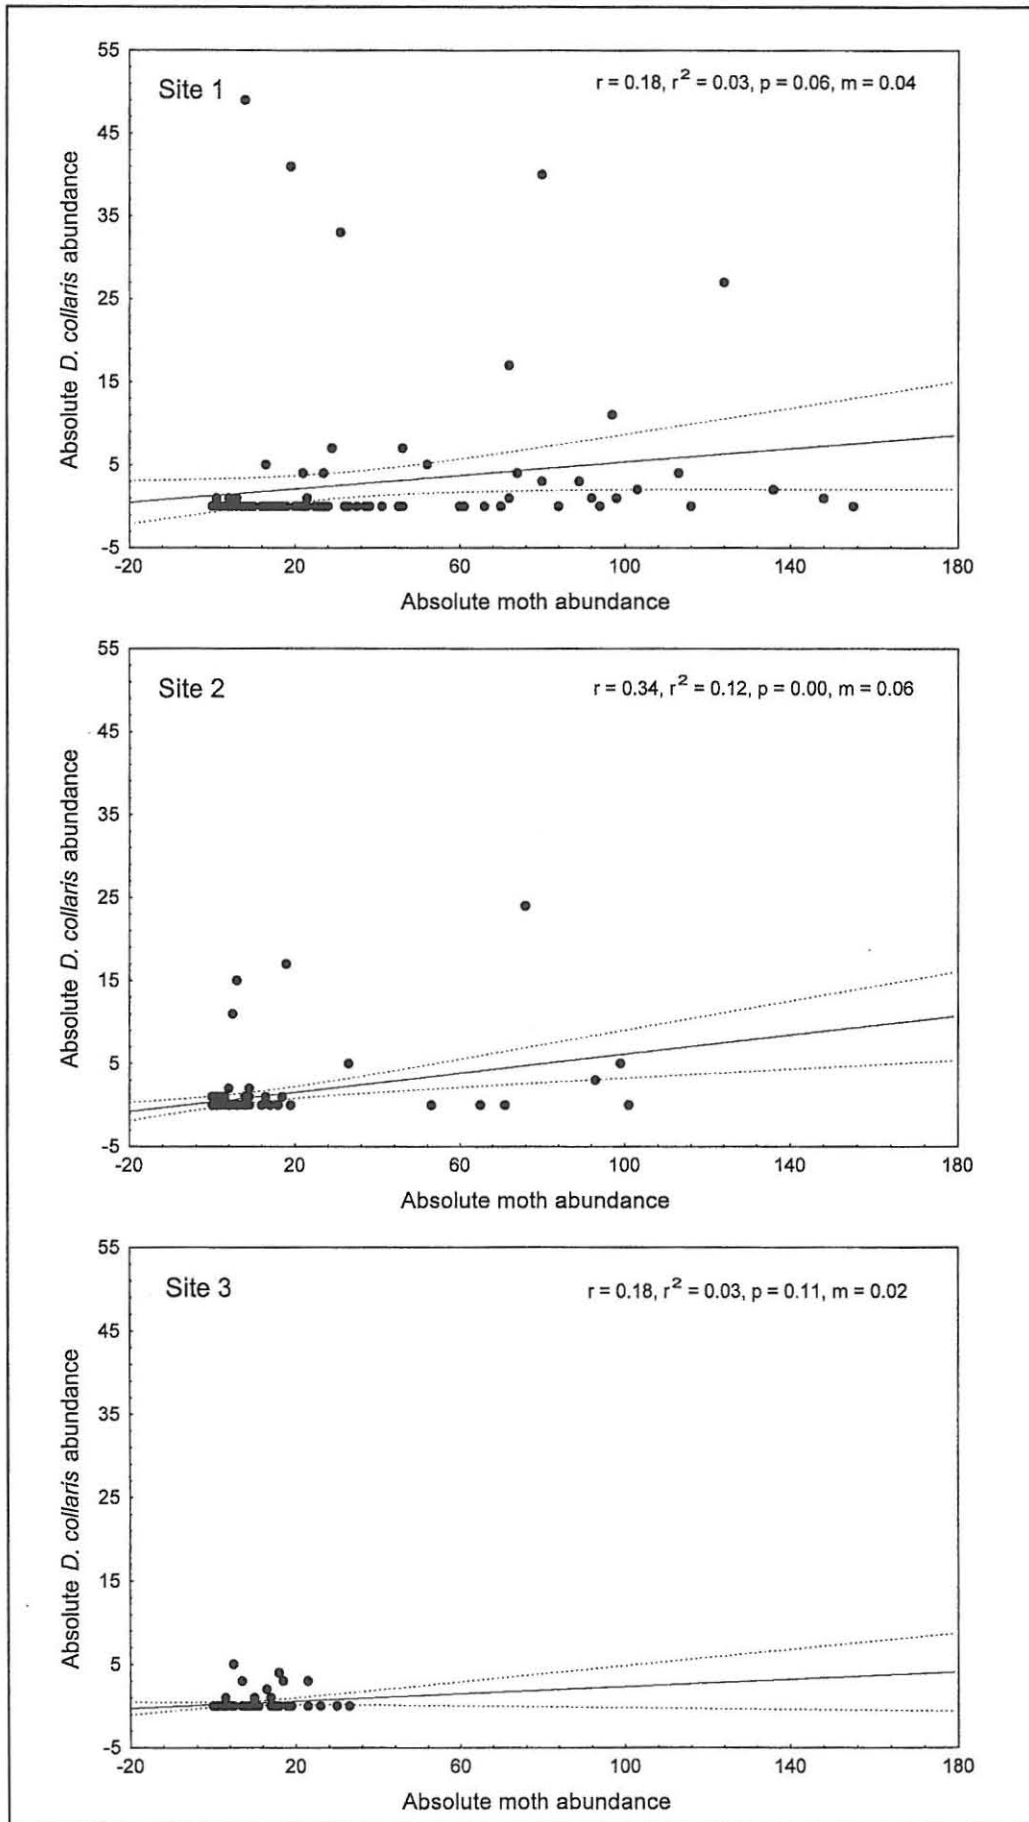 55
Site 1
r = 0.18, r² = 0.03, p = 0.06, m = 0.04
45
35
25
15
5
-5
Absolute D. collaris abundance
-20 20 60 100 140 180
Absolute moth abundance
55
Site 2
r = 0.34, r² = 0.12, p = 0.00, m = 0.06
45
35
25
15
5
-5
Absolute D. collaris abundance
-20 20 60 100 140 180
Absolute moth abundance
55
Site 3
r = 0.18, r² = 0.03, p = 0.11, m = 0.02
45
35
25
15
5
-5
Absolute D. collaris abundance
-20 20 60 100 140 180
Absolute moth abundance